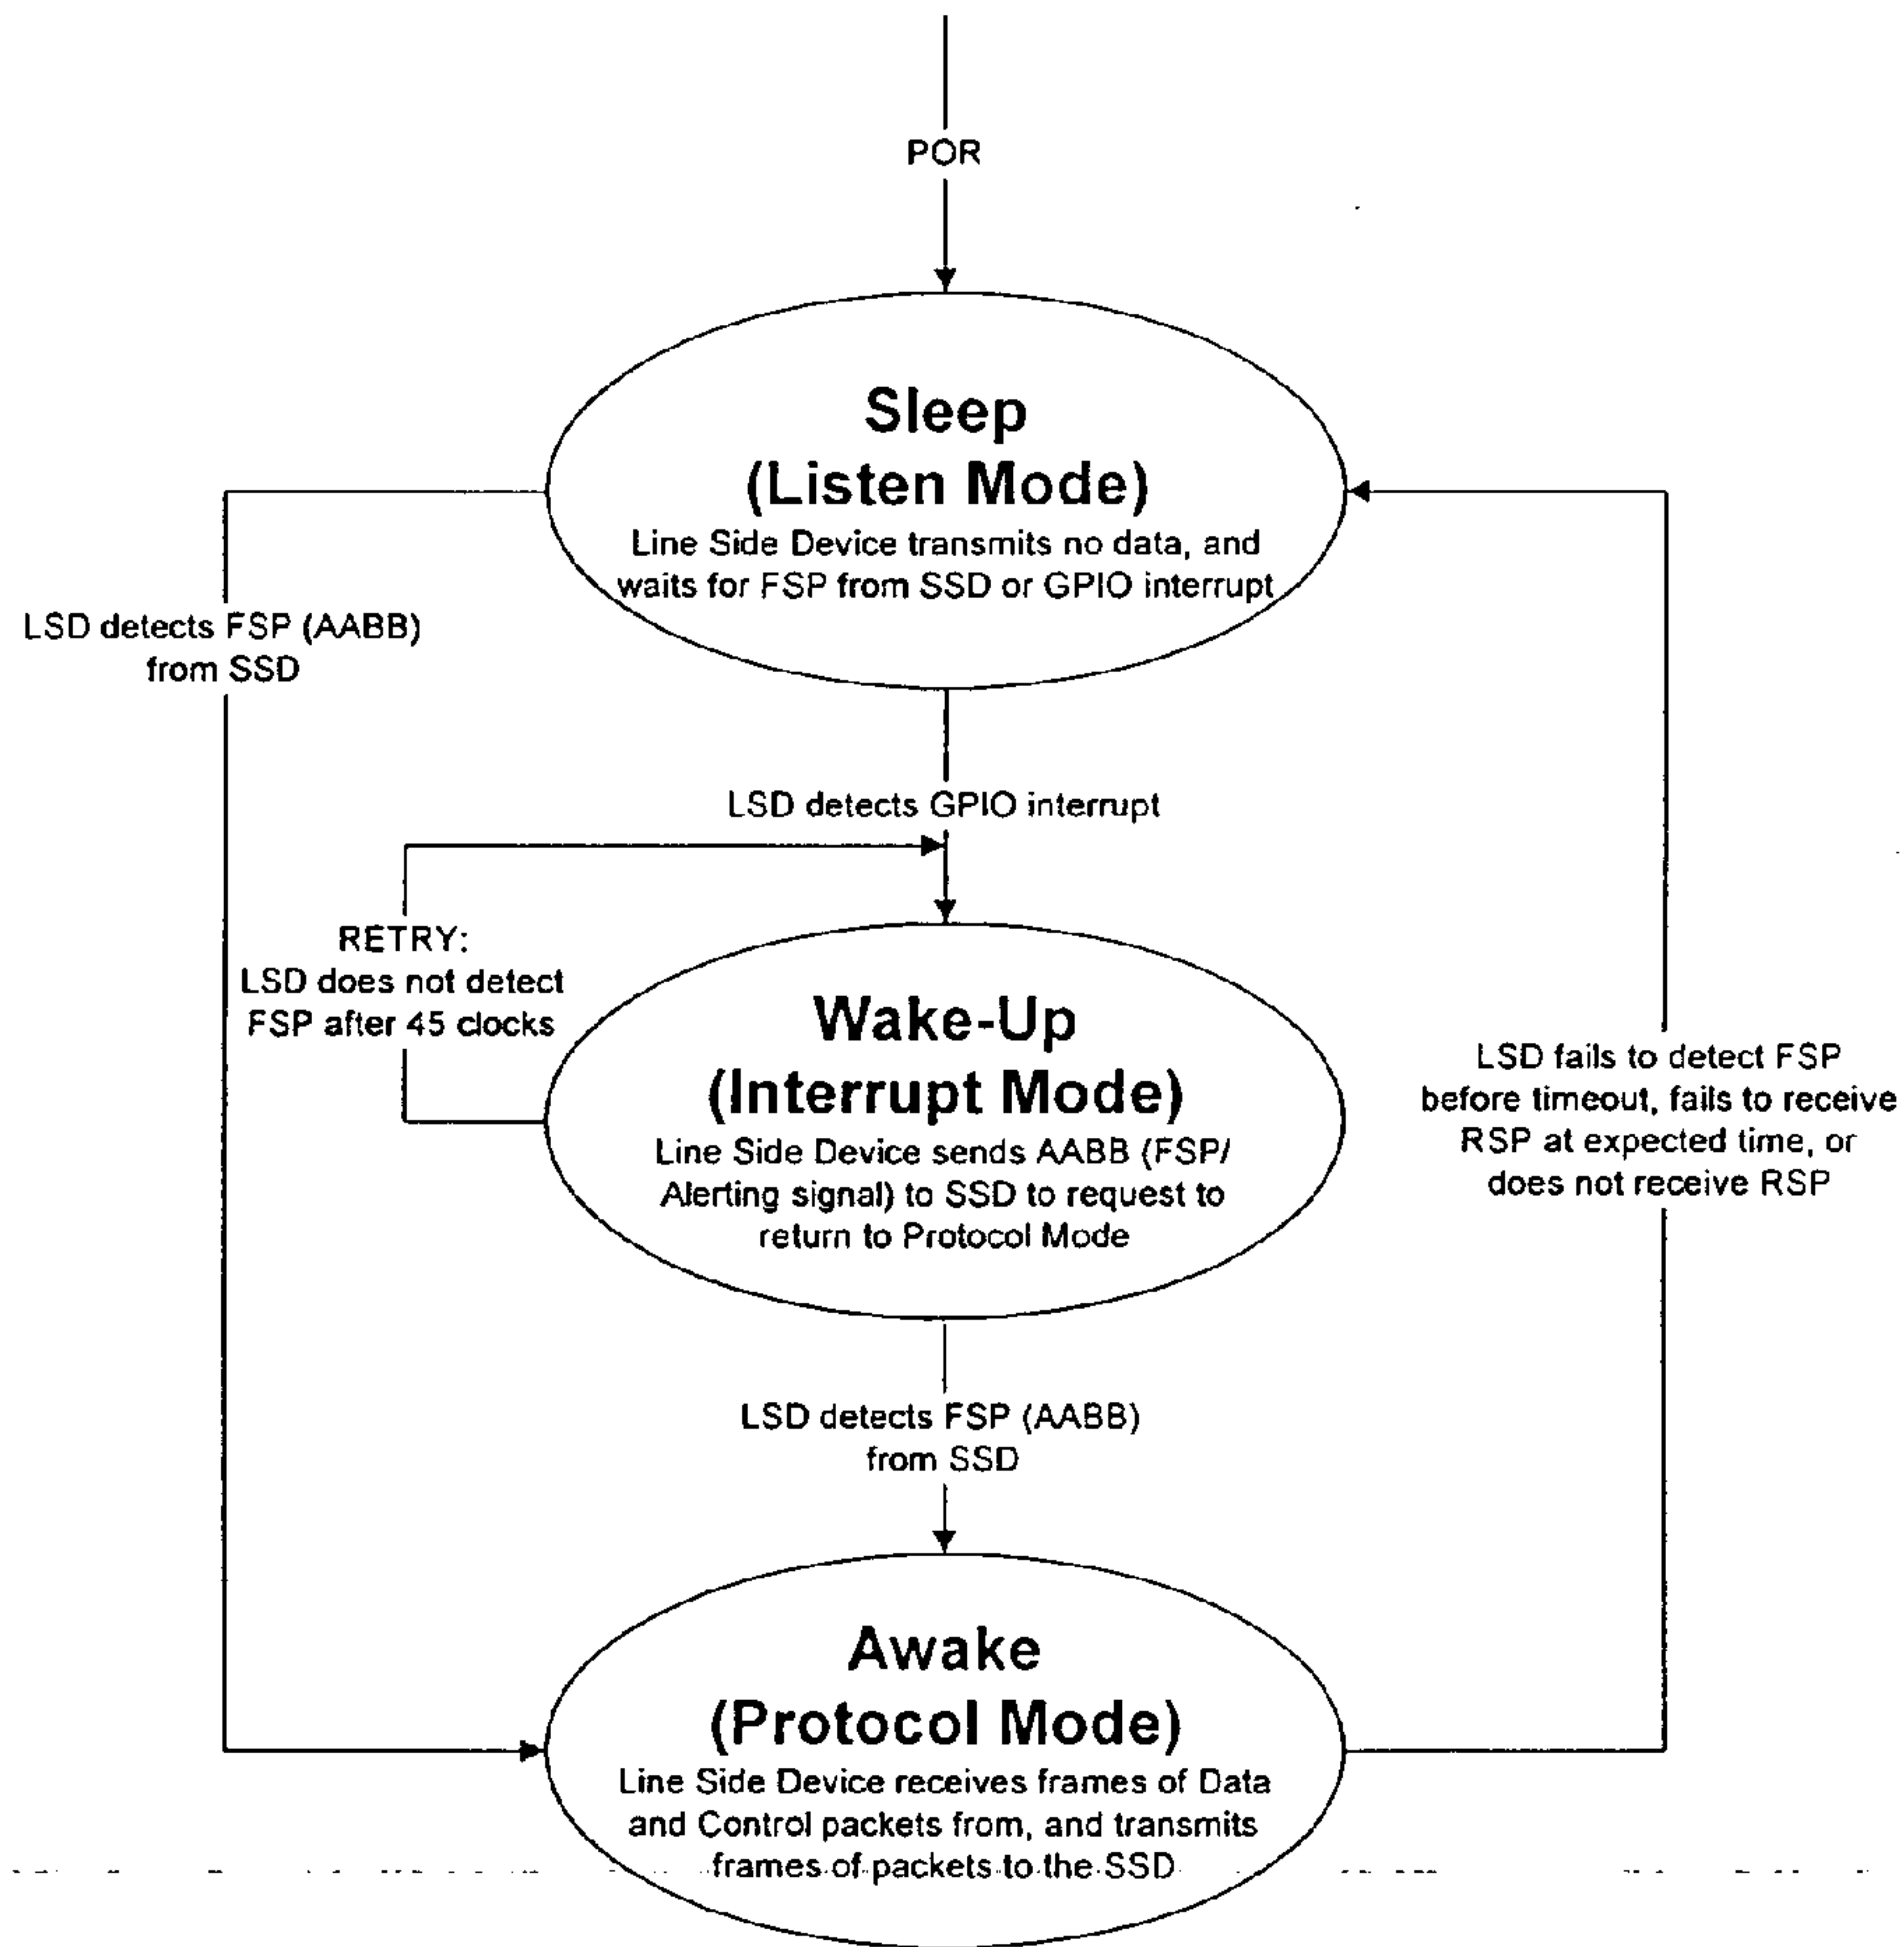 POR
Sleep
(Listen Mode)
Line Side Device transmits no data, and
waits for FSP from SSD or GPIO interrupt
LSD detects FSP (AABB)
from SSD
LSD detects GPIO interrupt
RETRY:
LSD does not detect
FSP after 45 clocks
Wake-Up
(Interrupt Mode)
Line Side Device sends AABB (FSP/
Alerting signal) to SSD to request to
return to Protocol Mode
LSD fails to detect FSP
before timeout, fails to receive
RSP at expected time, or
does not receive RSP
LSD detects FSP (AABB)
from SSD
Awake
(Protocol Mode)
Line Side Device receives frames of Data
and Control packets from, and transmits
frames of packets to the SSD